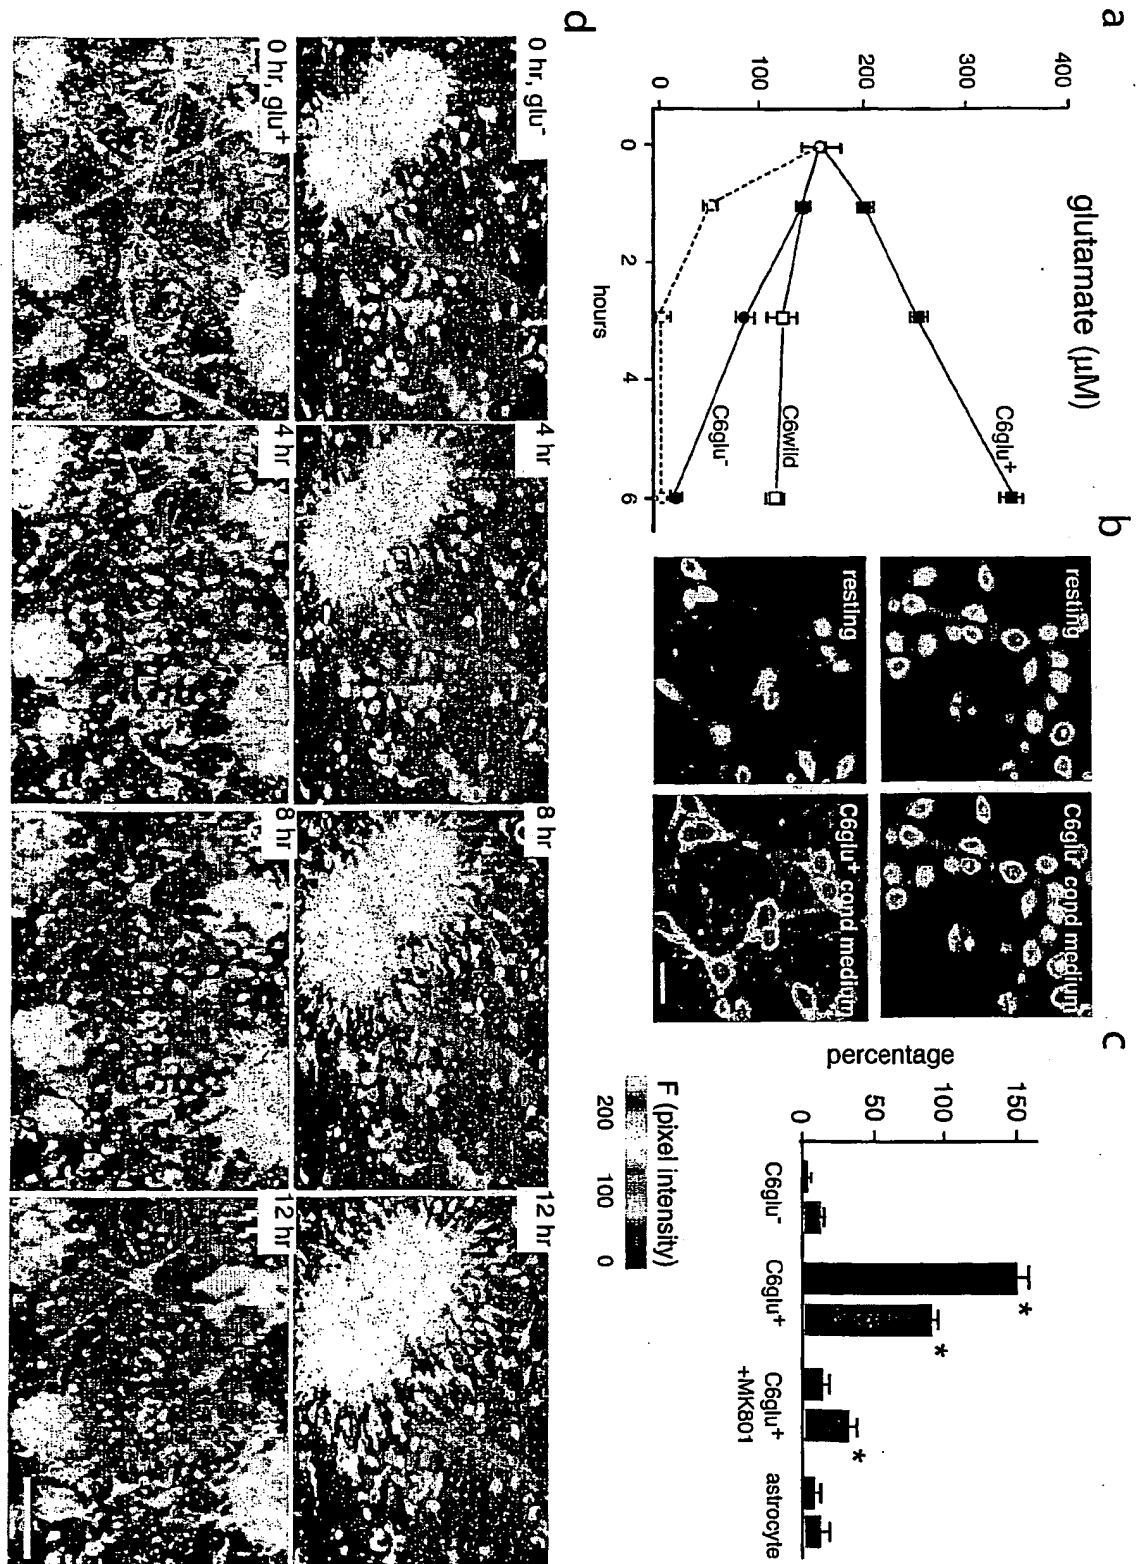 a
glutamate (µM)
400
300
200
100
0
0
2
4
6
hours
C6glu⁺
C6wild
C6glu⁻
b
resting
C6glu⁻ cond medium
resting
C6glu⁺ cond medium
c
percentage
150
100
50
0
*
*
*
C6glu⁻
C6glu⁺
C6glu⁺
+MK801
astrocyte
F (pixel intensity)
200
100
0
d
0 hr, glu⁻
4 hr
8 hr
12 hr
0 hr, glu⁺
4 hr
8 hr
12 hr